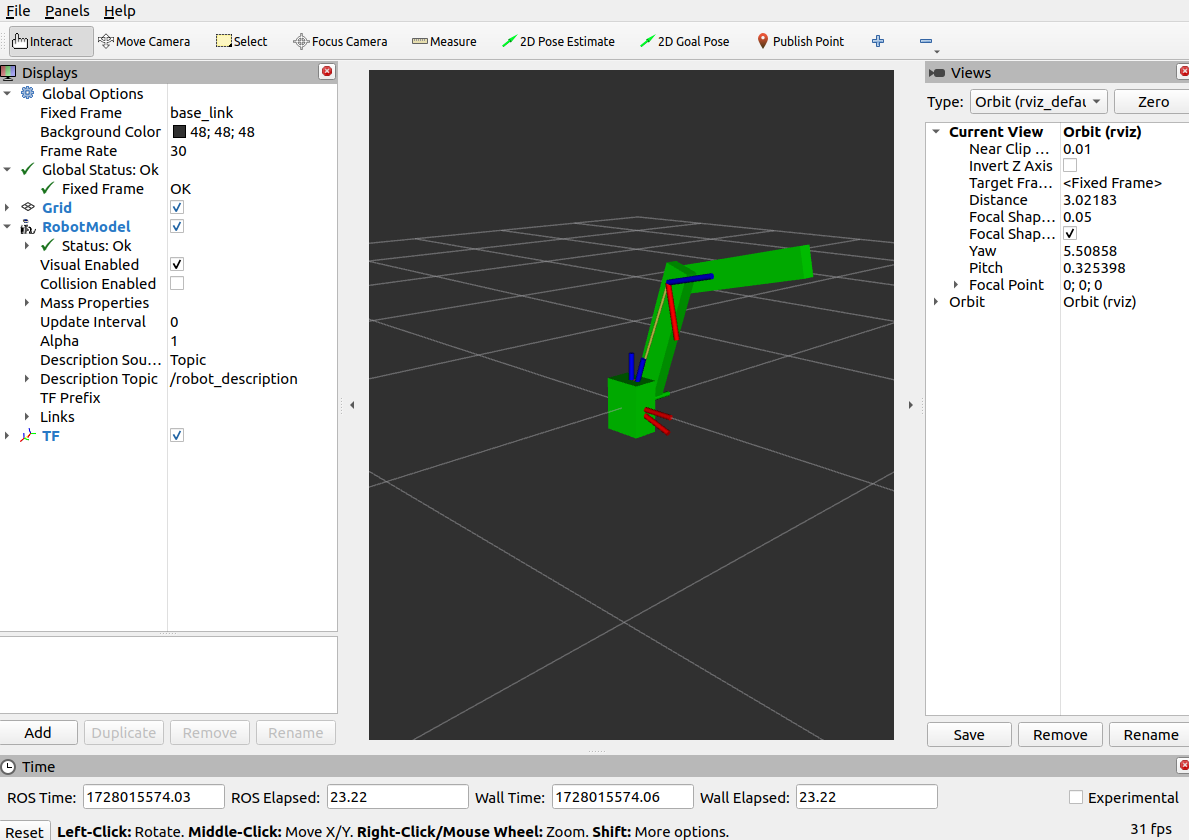 File Panels Help
Interact Move Camera Select Focus Camera Measure 2D Pose Estimate 2D Goal Pose Publish Point
Displays
Global Options
Fixed Frame base_link
Background Color 48; 48; 48
Frame Rate 30
Global Status: Ok
Fixed Frame OK
Grid
RobotModel
Status: Ok
Visual Enabled
Collision Enabled
Mass Properties
Update Interval 0
Alpha 1
Description Sou... Topic
Description Topic /robot_description
TF Prefix
Links
TF
Add Duplicate Remove Rename
Views
Type: Orbit (rviz_defau Zero
Current View Orbit (rviz)
Near Clip ... 0.01
Invert Z Axis
Target Fra... <Fixed Frame>
Distance 3.02183
Focal Shap... 0.05
Focal Shap...
Yaw 5.50858
Pitch 0.325398
Focal Point 0; 0; 0
Orbit Orbit (rviz)
Save Remove Rename
Time
ROS Time: 1728015574.03 ROS Elapsed: 23.22 Wall Time: 1728015574.06 Wall Elapsed: 23.22 Experimental
Reset Left-Click: Rotate. Middle-Click: Move X/Y. Right-Click/Mouse Wheel: Zoom. Shift: More options. 31 fps